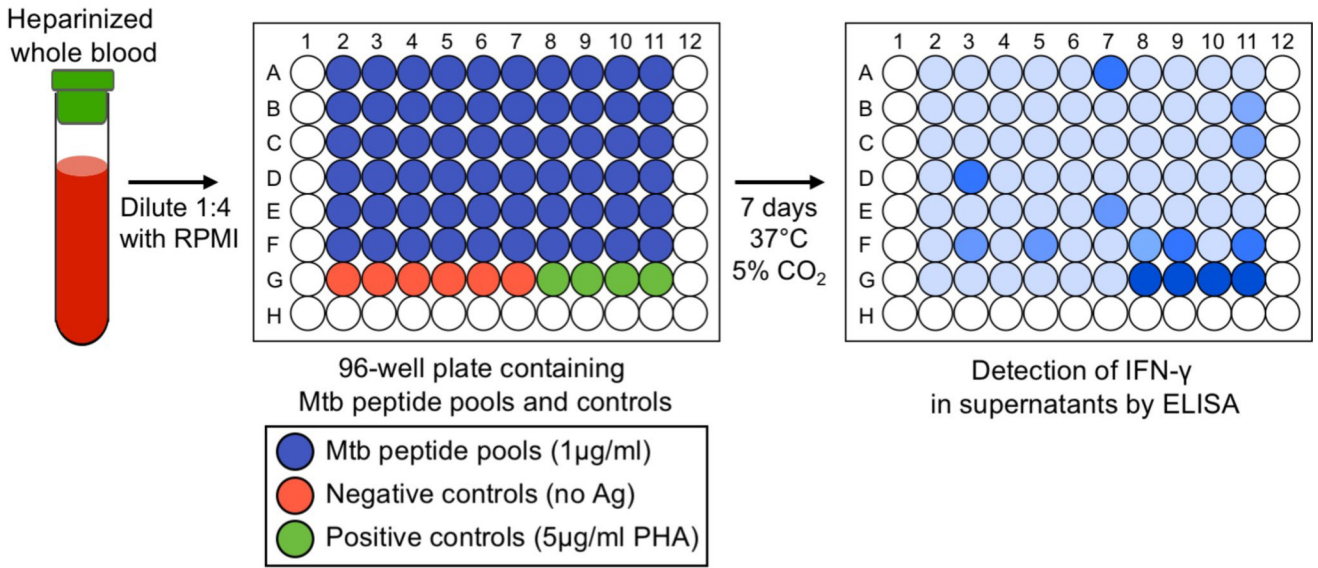 Heparinized
whole blood
Dilute 1:4
with RPMI
1 2 3 4 5 6 7 8 9 10 11 12
A
B
C
D
E
F
G
H
96-well plate containing
Mtb peptide pools and controls
Mtb peptide pools (1µg/ml)
Negative controls (no Ag)
Positive controls (5µg/ml PHA)
7 days
37°C
5% CO₂
1 2 3 4 5 6 7 8 9 10 11 12
A
B
C
D
E
F
G
H
Detection of IFN-γ
in supernatants by ELISA